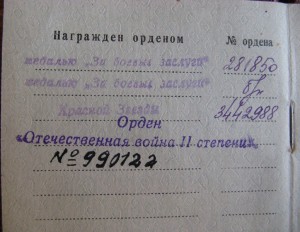 Награжден орденом № ордена
медалью „За боевые заслуги" 281850
медалью „За боевые заслуги" б/н
Красной Звезды 3442988
Орден
„Отечественная война II степени"
№ 990122